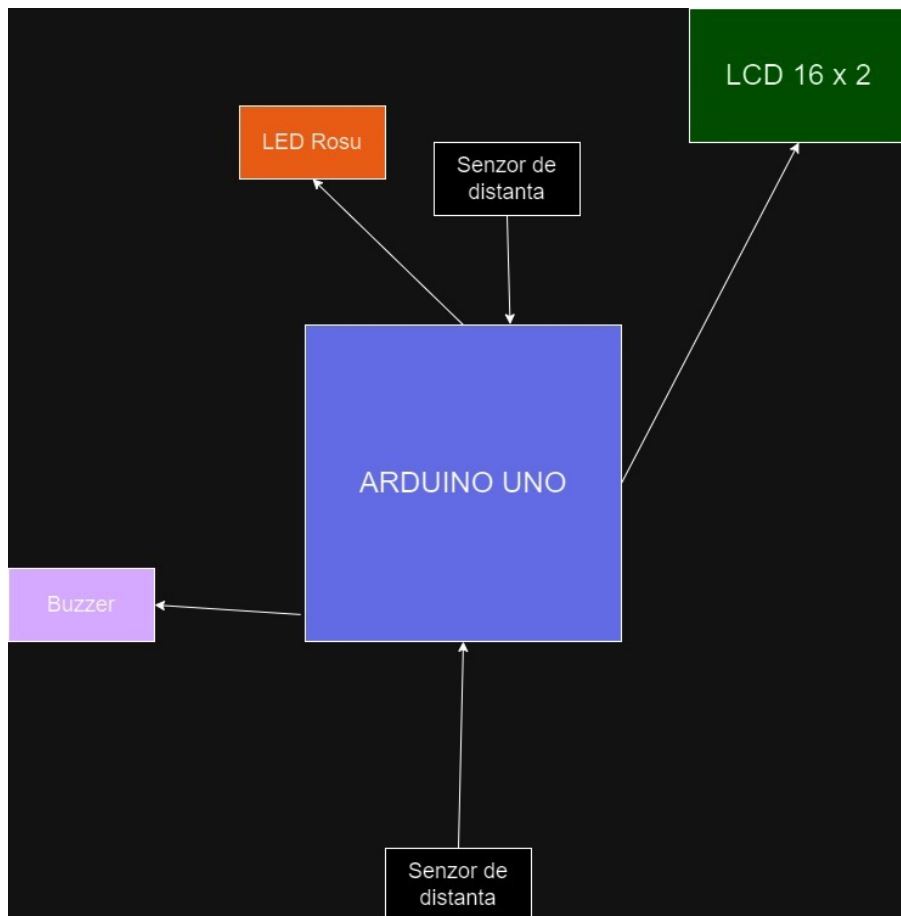 LCD 16 x 2
LED Rosu
Senzor de
distanta
ARDUINO UNO
Buzzer
Senzor de
distanta